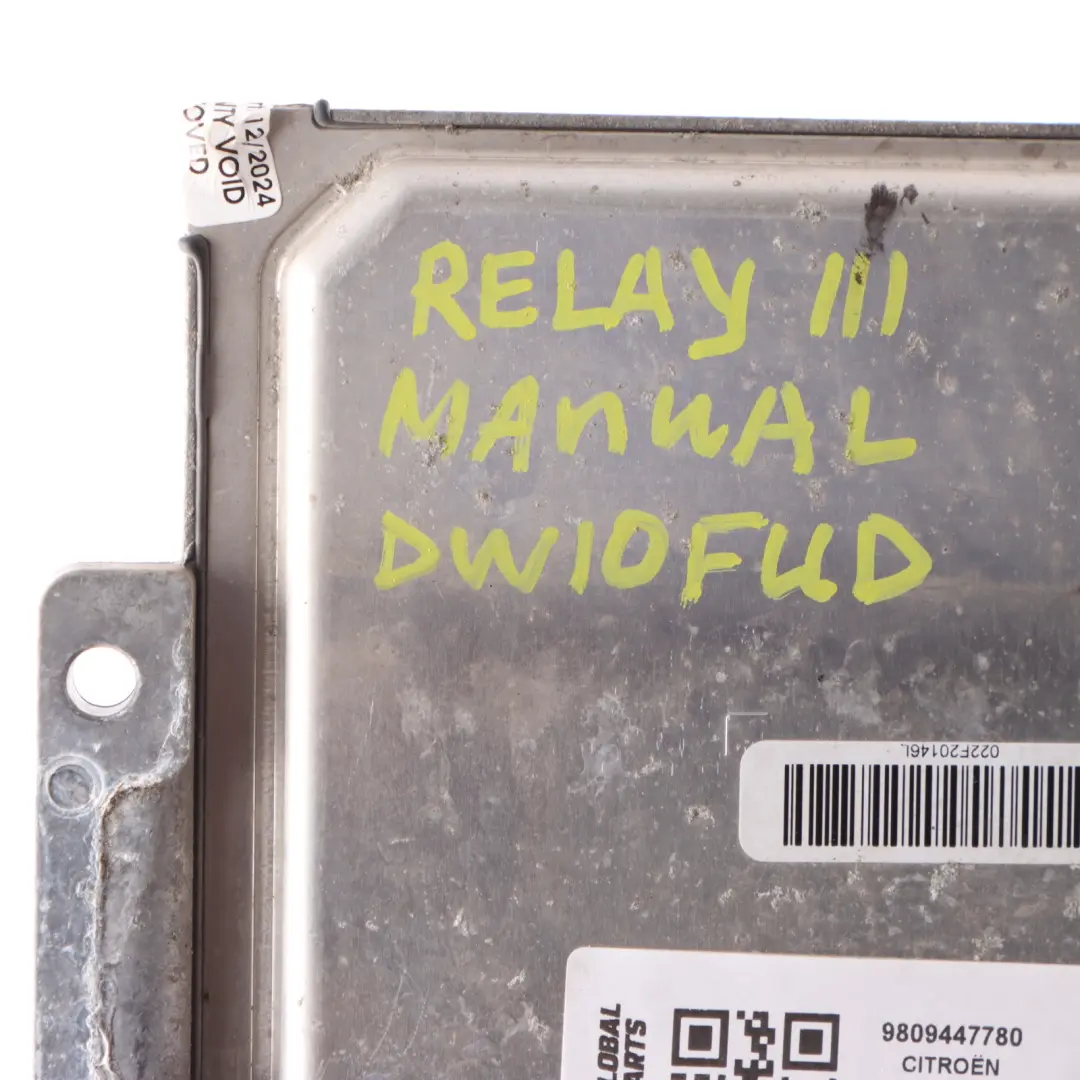 12/2024
VOID
RELAY III
MANUAL
DW10FUD
022F20146L
9809447780
CITROËN